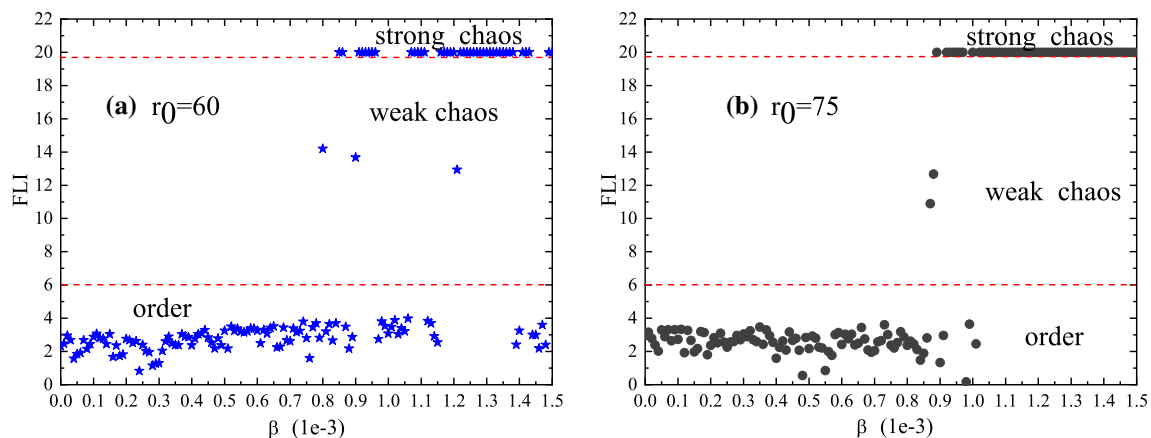 22
20
18
16
14
12
10
8
6
4
2
0
FLI
strong chaos
(a) r0=60
weak chaos
order
0.0 0.1 0.2 0.3 0.4 0.5 0.6 0.7 0.8 0.9 1.0 1.1 1.2 1.3 1.4 1.5
β (1e-3)
22
20
18
16
14
12
10
8
6
4
2
0
FLI
strong chaos
(b) r0=75
weak chaos
order
0.0 0.1 0.2 0.3 0.4 0.5 0.6 0.7 0.8 0.9 1.0 1.1 1.2 1.3 1.4 1.5
β (1e-3)